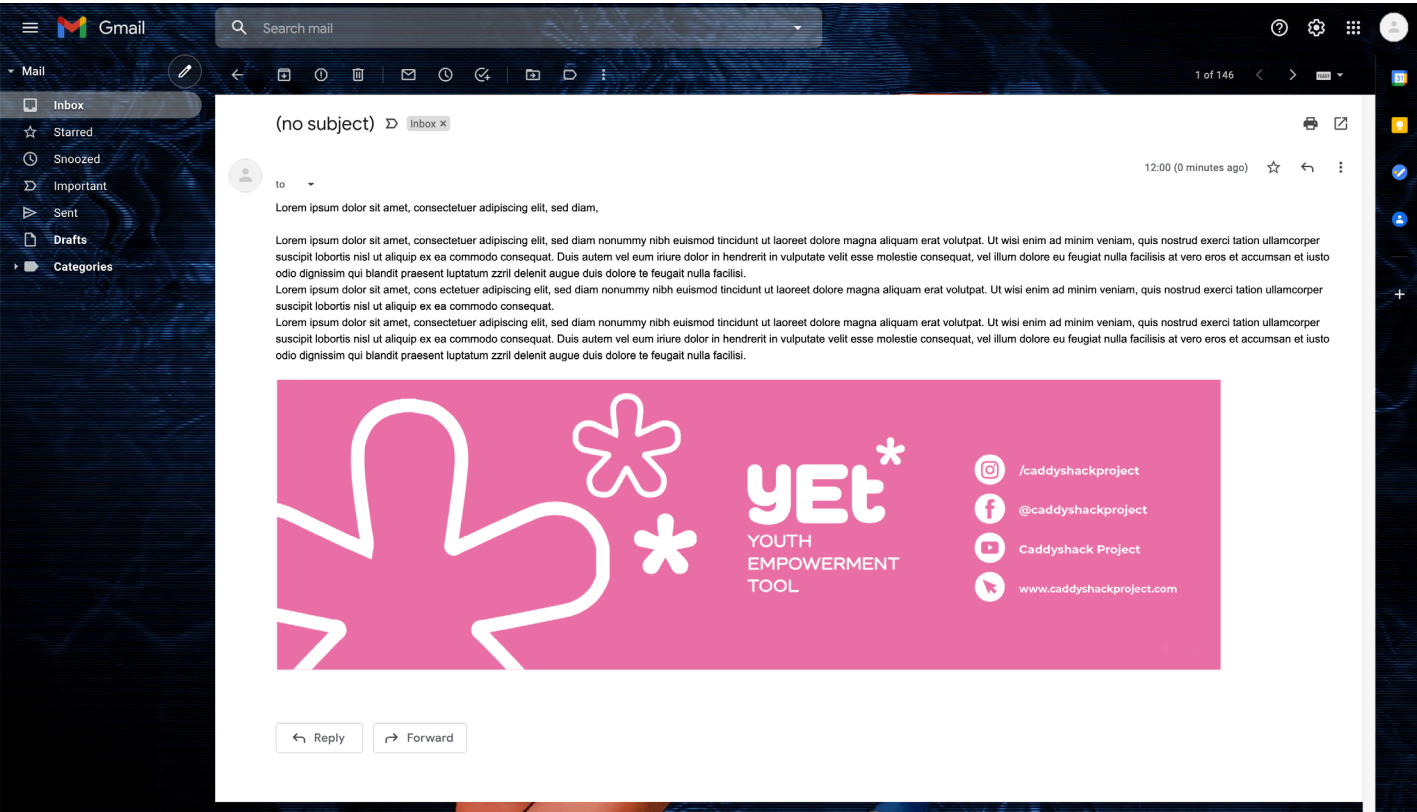 Gmail
Search mail
Mail
1 of 146
31
Inbox
Starred
Snoozed
Important
Sent
Drafts
Categories
(no subject)
Inbox ×
12:00 (0 minutes ago)
to
Lorem ipsum dolor sit amet, consectetuer adipiscing elit, sed diam,
Lorem ipsum dolor sit amet, consectetuer adipiscing elit, sed diam nonummy nibh euismod tincidunt ut laoreet dolore magna aliquam erat volutpat. Ut wisi enim ad minim veniam, quis nostrud exerci tation ullamcorper
suscipit lobortis nisl ut aliquip ex ea commodo consequat. Duis autem vel eum iriure dolor in hendrerit in vulputate velit esse molestie consequat, vel illum dolore eu feugiat nulla facilisis at vero eros et accumsan et iusto
odio dignissim qui blandit praesent luptatum zzril delenit augue duis dolore te feugait nulla facilisi.
Lorem ipsum dolor sit amet, cons ectetuer adipiscing elit, sed diam nonummy nibh euismod tincidunt ut laoreet dolore magna aliquam erat volutpat. Ut wisi enim ad minim veniam, quis nostrud exerci tation ullamcorper
suscipit lobortis nisl ut aliquip ex ea commodo consequat.
Lorem ipsum dolor sit amet, consectetuer adipiscing elit, sed diam nonummy nibh euismod tincidunt ut laoreet dolore magna aliquam erat volutpat. Ut wisi enim ad minim veniam, quis nostrud exerci tation ullamcorper
suscipit lobortis nisl ut aliquip ex ea commodo consequat. Duis autem vel eum iriure dolor in hendrerit in vulputate velit esse molestie consequat, vel illum dolore eu feugiat nulla facilisis at vero eros et accumsan et iusto
odio dignissim qui blandit praesent luptatum zzril delenit augue duis dolore te feugait nulla facilisi.
yEt*
YOUTH
EMPOWERMENT
TOOL
/caddyshackproject
@caddyshackproject
Caddyshack Project
www.caddyshackproject.com
Reply
Forward